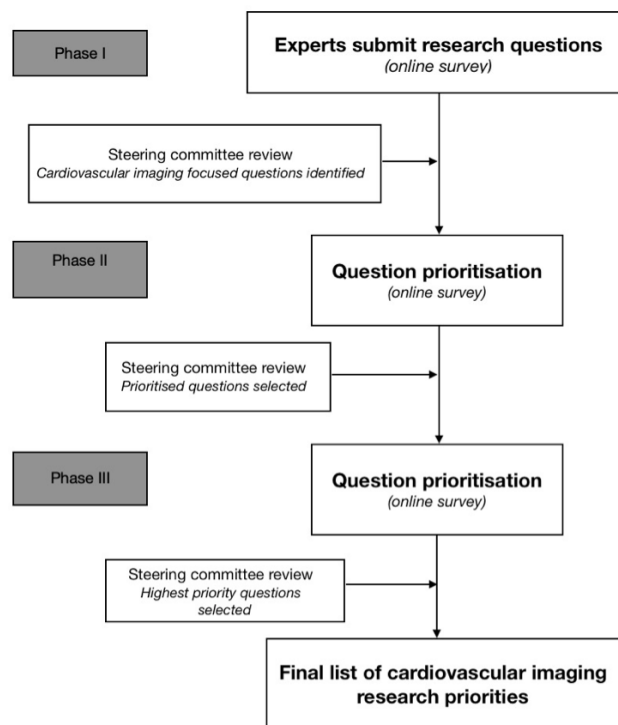 Phase I
Experts submit research questions
(online survey)
Steering committee review
Cardiovascular imaging focused questions identified
Phase II
Question prioritisation
(online survey)
Steering committee review
Prioritised questions selected
Phase III
Question prioritisation
(online survey)
Steering committee review
Highest priority questions
selected
Final list of cardiovascular imaging
research priorities